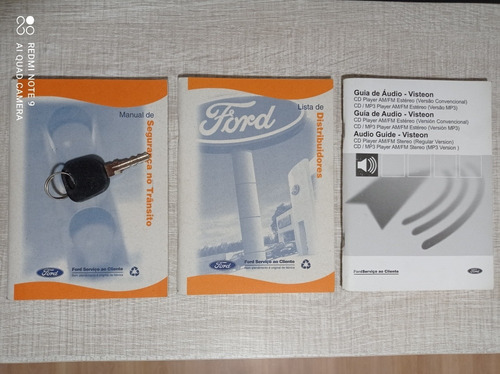 REDMI NOTE 9
AI QUAD CAMERA
Manual de
Segurança no Trânsito
Ford
Ford Serviço ao Cliente
Lista de
Distribuidores
Ford
Ford
Ford Serviço ao Cliente
Guia de Áudio - Visteon
CD Player AM/FM Estéreo (Versão Convencional)
CD / MP3 Player AM/FM Estéreo (Versão MP3)
Guia de Audio - Visteon
CD Player AM/FM Estéreo (Versión Convencional)
CD / MP3 Player AM/FM Estéreo (Versión MP3)
Audio Guide - Visteon
CD Player AM/FM Stereo (Regular Version)
CD / MP3 Player AM/FM Stereo (MP3 Version )
FordServiço ao Cliente
Ford